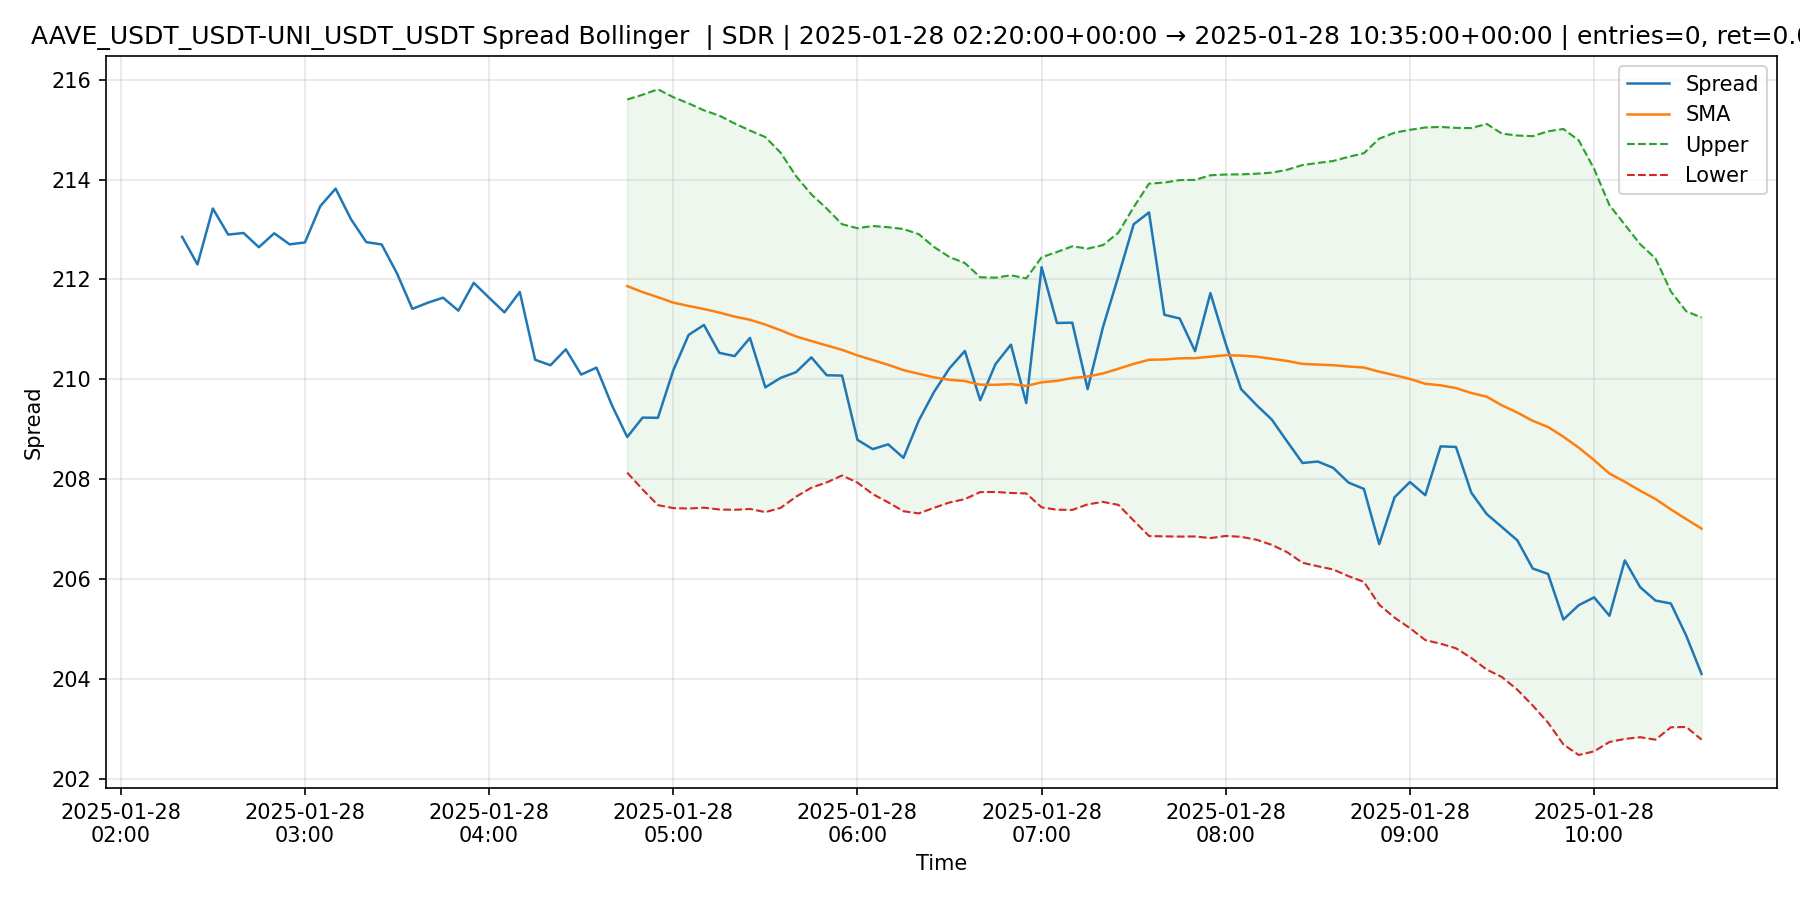 AAVE_USDT_USDT-UNI_USDT_USDT Spread Bollinger | SDR | 2025-01-28 02:20:00+00:00 → 2025-01-28 10:35:00+00:00 | entries=0, ret=0.0
216
214
212
210
208
206
204
202
Spread
Spread
SMA
Upper
Lower
2025-01-28 2025-01-28 2025-01-28 2025-01-28 2025-01-28 2025-01-28 2025-01-28 2025-01-28 2025-01-28
02:00 03:00 04:00 05:00 06:00 07:00 08:00 09:00 10:00
Time